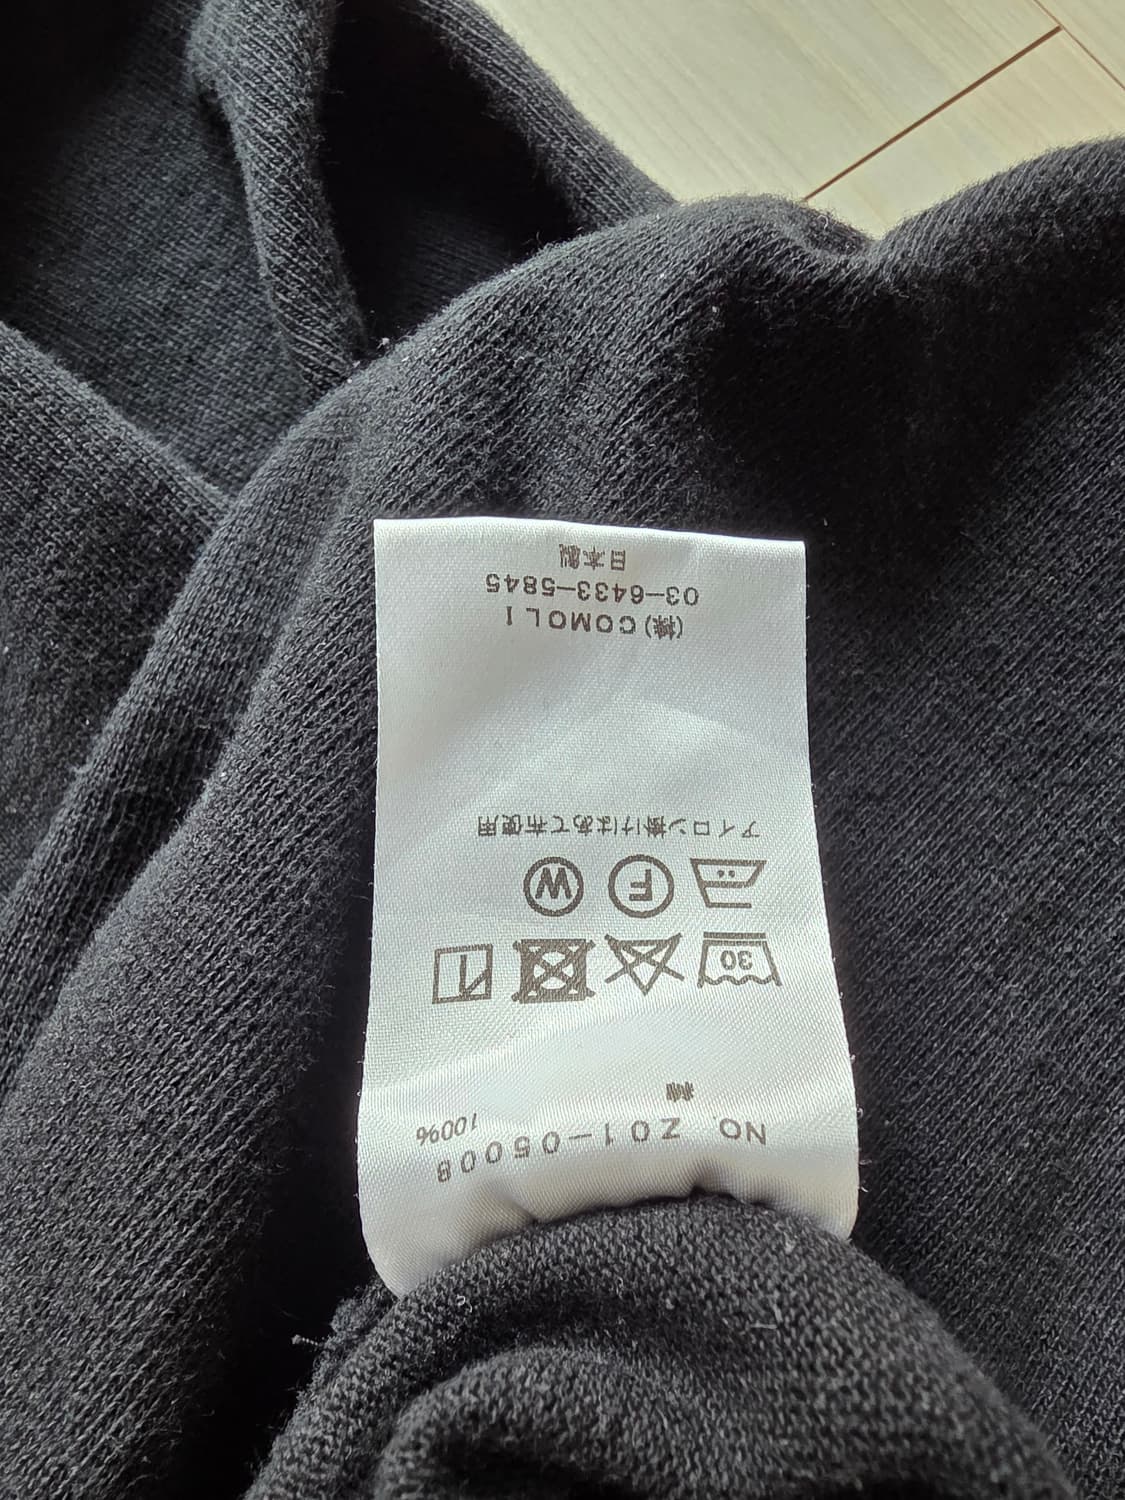 NO. Z01-05008
綿 100%
30
F W
アイロン掛けはあて布使用
(株)COMOLI
03-6433-5845
日本製